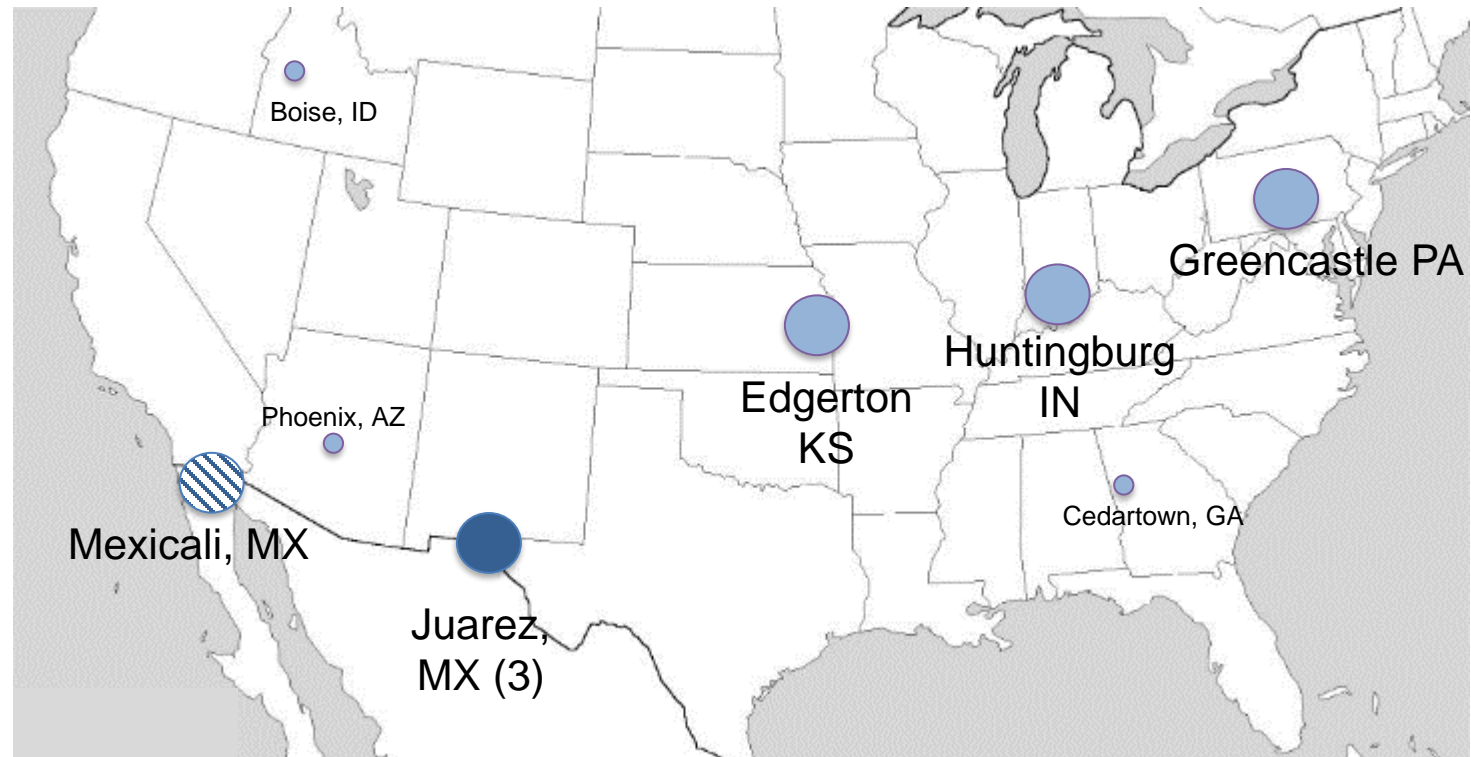 Boise, ID
Greencastle PA
Huntingburg
IN
Edgerton
KS
Phoenix, AZ
Cedartown, GA
Mexicali, MX
Juarez,
MX (3)